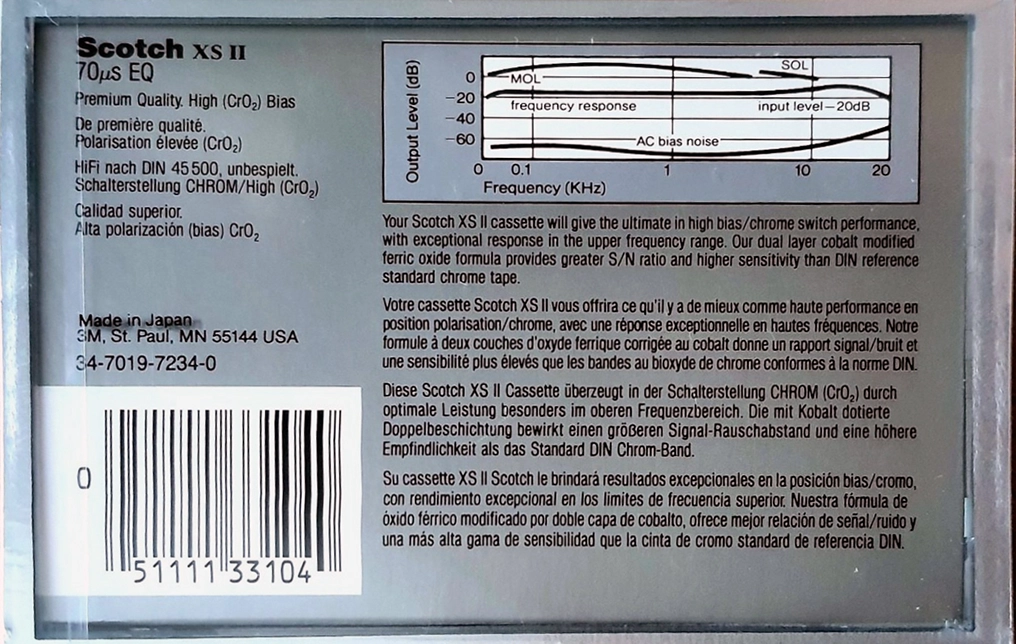 Scotch XS II
70µS EQ
Premium Quality. High (CrO₂) Bias
De première qualité.
Polarisation élevée (CrO₂)
HiFi nach DIN 45 500, unbespielt.
Schalterstellung CHROM/High (CrO₂)
Calidad superior.
Alta polarización (bias) CrO₂
Made in Japan
3M, St. Paul, MN 55144 USA
34-7019-7234-0
0
51111 33104
Output Level (dB)
0
−20
−40
−60
MOL
SOL
frequency response
input level−20dB
AC bias noise
0 0.1 1 10 20
Frequency (KHz)
Your Scotch XS II cassette will give the ultimate in high bias/chrome switch performance,
with exceptional response in the upper frequency range. Our dual layer cobalt modified
ferric oxide formula provides greater S/N ratio and higher sensitivity than DIN reference
standard chrome tape.
Votre cassette Scotch XS II vous offrira ce qu'il y a de mieux comme haute performance en
position polarisation/chrome, avec une réponse exceptionnelle en hautes fréquences. Notre
formule à deux couches d'oxyde ferrique corrigée au cobalt donne un rapport signal/bruit et
une sensibilité plus élevés que les bandes au bioxyde de chrome conformes à la norme DIN.
Diese Scotch XS II Cassette überzeugt in der Schalterstellung CHROM (CrO₂) durch
optimale Leistung besonders im oberen Frequenzbereich. Die mit Kobalt dotierte
Doppelbeschichtung bewirkt einen größeren Signal-Rauschabstand und eine höhere
Empfindlichkeit als das Standard DIN Chrom-Band.
Su cassette XS II Scotch le brindará resultados excepcionales en la posición bias/cromo,
con rendimiento excepcional en los limites de frecuencia superior. Nuestra fórmula de
óxido férrico modificado por doble capa de cobalto, ofrece mejor relación de señal/ruido y
una más alta gama de sensibilidad que la cinta de cromo standard de referencia DIN.